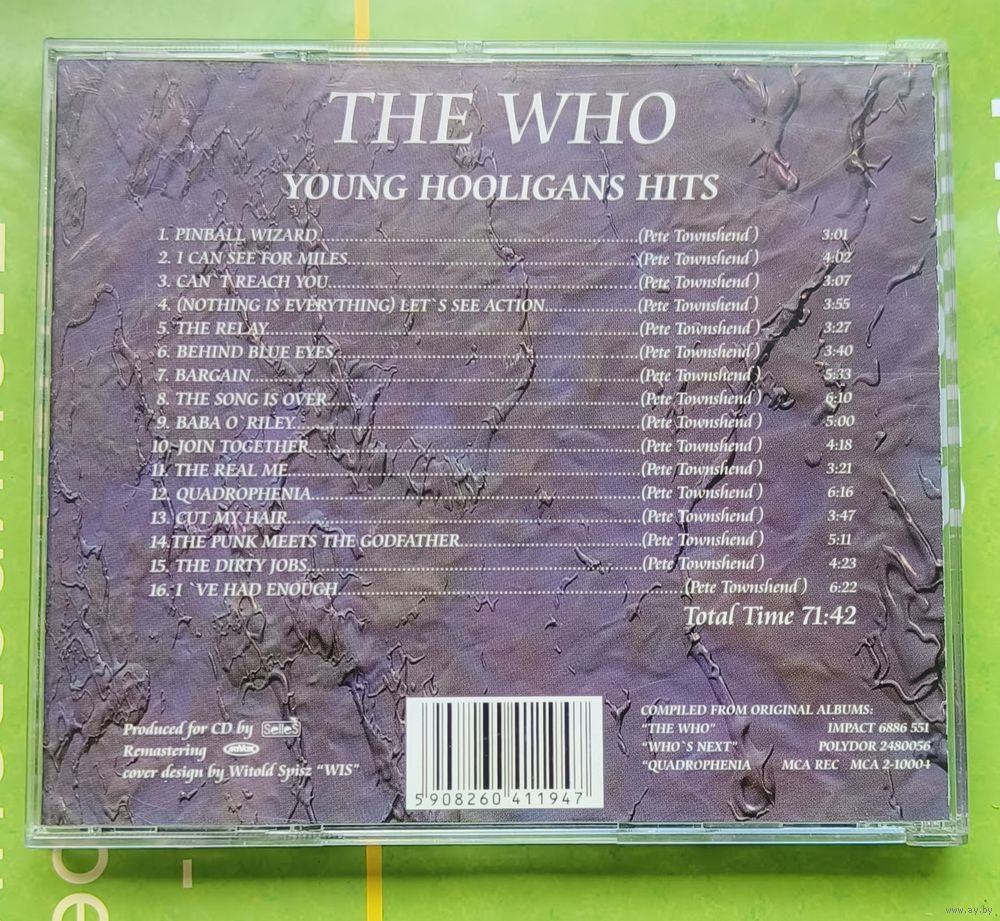 THE WHO
YOUNG HOOLIGANS HITS
1. PINBALL WIZARD (Pete Townshend) 3:01
2. I CAN SEE FOR MILES (Pete Townshend) 4:02
3. CAN`T REACH YOU (Pete Townshend) 3:07
4. (NOTHING IS EVERYTHING) LET`S SEE ACTION (Pete Townshend) 3:55
5. THE RELAY (Pete Townshend) 3:27
6. BEHIND BLUE EYES (Pete Townshend) 3:40
7. BARGAIN (Pete Townshend) 5:33
8. THE SONG IS OVER (Pete Townshend) 6:10
9. BABA O`RILEY (Pete Townshend) 5:00
10. JOIN TOGETHER (Pete Townshend) 4:18
11. THE REAL ME (Pete Townshend) 3:21
12. QUADROPHENIA (Pete Townshend) 6:16
13. CUT MY HAIR (Pete Townshend) 3:47
14. THE PUNK MEETS THE GODFATHER (Pete Townshend) 5:11
15. THE DIRTY JOBS (Pete Townshend) 4:23
16. I `VE HAD ENOUGH (Pete Townshend) 6:22
Total Time 71:42
Produced for CD by Selles
Remastering
cover design by Witold Spisz "WIS"
5 908260 411947
COMPILED FROM ORIGINAL ALBUMS:
"THE WHO" IMPACT 6886 551
"WHO`S NEXT" POLYDOR 2480056
"QUADROPHENIA MCA REC MCA 2-10004
www.ay.by